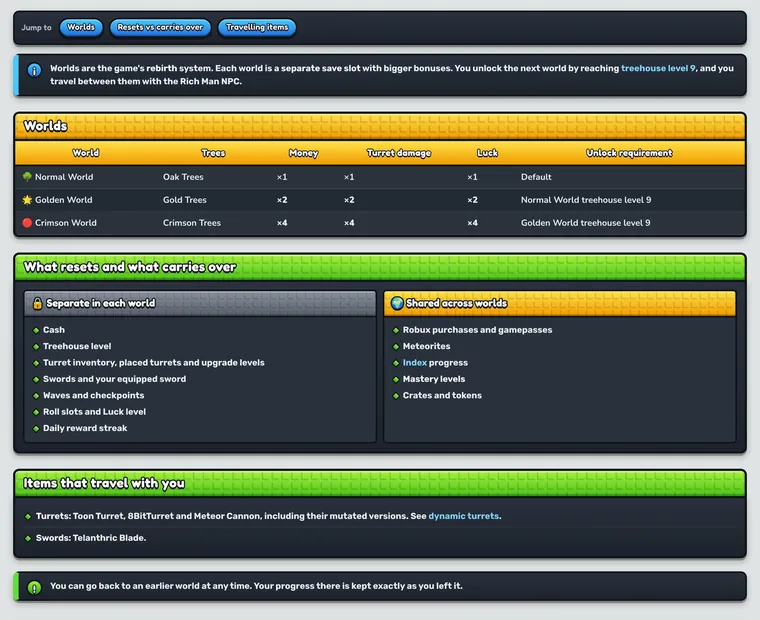 Jump to Worlds Resets vs carries over Travelling items
Worlds are the game's rebirth system. Each world is a separate save slot with bigger bonuses. You unlock the next world by reaching treehouse level 9, and you
travel between them with the Rich Man NPC.
Worlds
World Trees Money Turret damage Luck Unlock requirement
Normal World Oak Trees ×1 ×1 ×1 Default
Golden World Gold Trees ×2 ×2 ×2 Normal World treehouse level 9
Crimson World Crimson Trees ×4 ×4 ×4 Golden World treehouse level 9
What resets and what carries over
Separate in each world
Cash
Treehouse level
Turret inventory, placed turrets and upgrade levels
Swords and your equipped sword
Waves and checkpoints
Roll slots and Luck level
Daily reward streak
Shared across worlds
Robux purchases and gamepasses
Meteorites
Index progress
Mastery levels
Crates and tokens
Items that travel with you
Turrets: Toon Turret, 8BitTurret and Meteor Cannon, including their mutated versions. See dynamic turrets.
Swords: Telanthric Blade.
You can go back to an earlier world at any time. Your progress there is kept exactly as you left it.